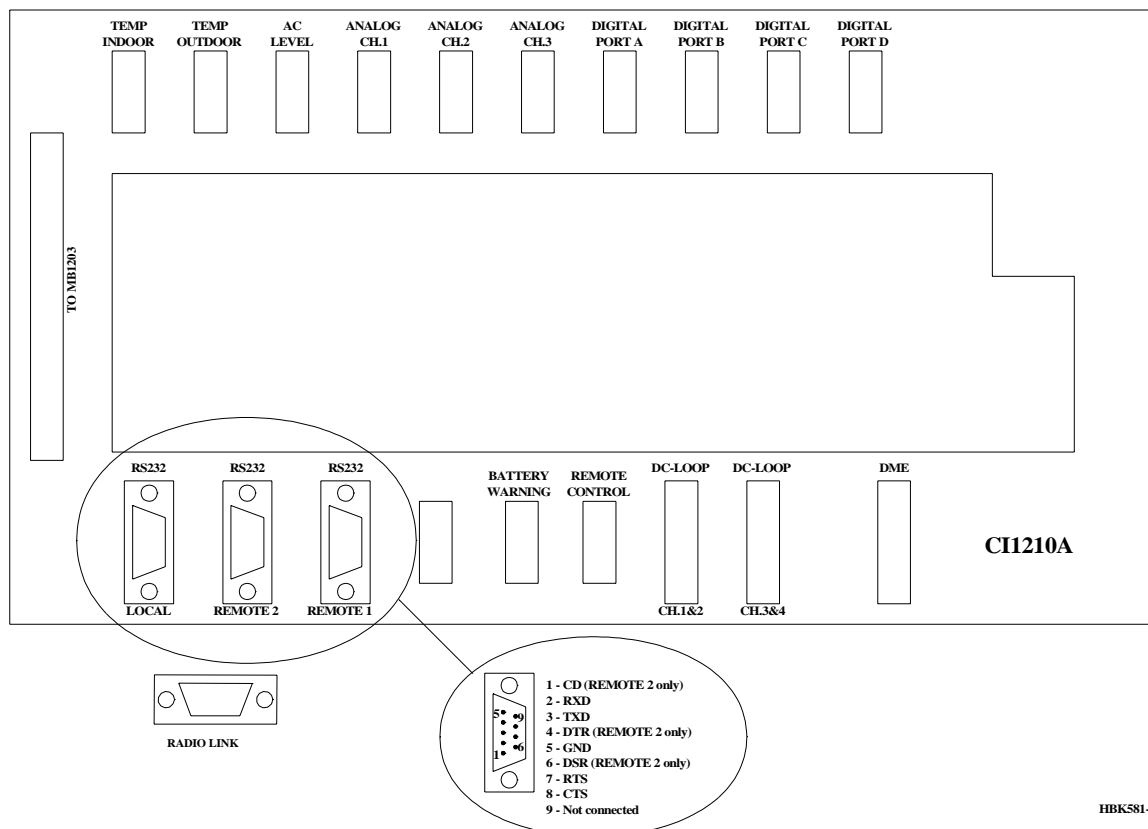 TEMP
INDOOR
TEMP
OUTDOOR
AC
LEVEL
ANALOG
CH.1
ANALOG
CH.2
ANALOG
CH.3
DIGITAL
PORT A
DIGITAL
PORT B
DIGITAL
PORT C
DIGITAL
PORT D
TO MB1203
RS232
RS232
RS232
BATTERY
WARNING
REMOTE
CONTROL
DC-LOOP
DC-LOOP
DME
CI1210A
LOCAL
REMOTE 2
REMOTE 1
CH.1&2
CH.3&4
RADIO LINK
5
9
6
1
1 - CD (REMOTE 2 only)
2 - RXD
3 - TXD
4 - DTR (REMOTE 2 only)
5 - GND
6 - DSR (REMOTE 2 only)
7 - RTS
8 - CTS
9 - Not connected
HBK581-